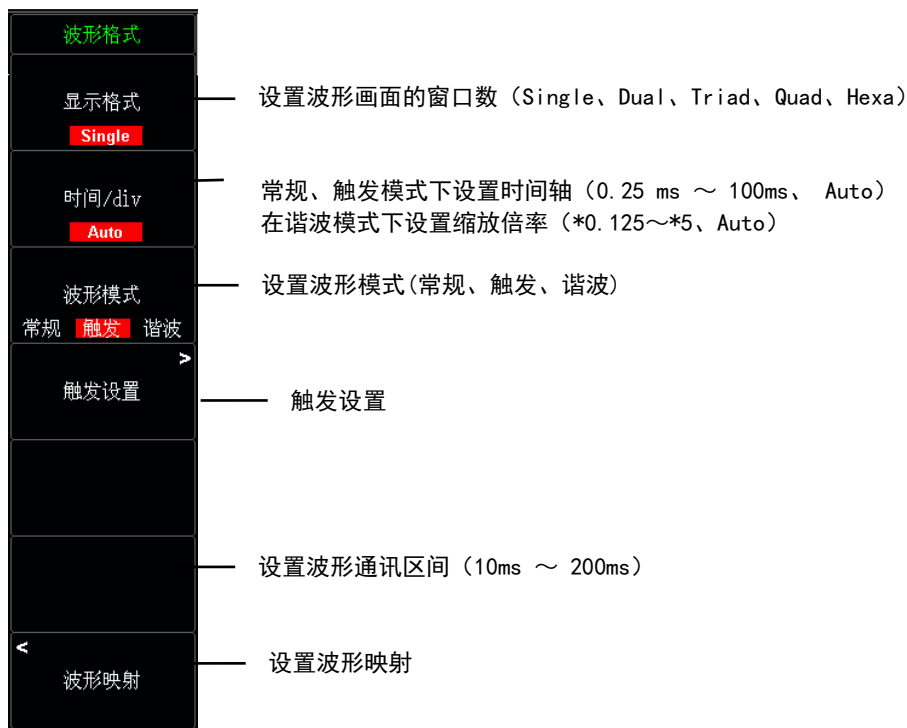 波形格式
显示格式
Single
设置波形画面的窗口数（Single、Dual、Triad、Quad、Hexa）
时间/div
Auto
常规、触发模式下设置时间轴（0.25 ms ～ 100ms、 Auto）
在谐波模式下设置缩放倍率（*0.125～*5、Auto）
波形模式
常规 触发 谐波
设置波形模式(常规、触发、谐波)
>
触发设置
触发设置
设置波形通讯区间（10ms ～ 200ms）
<
波形映射
设置波形映射